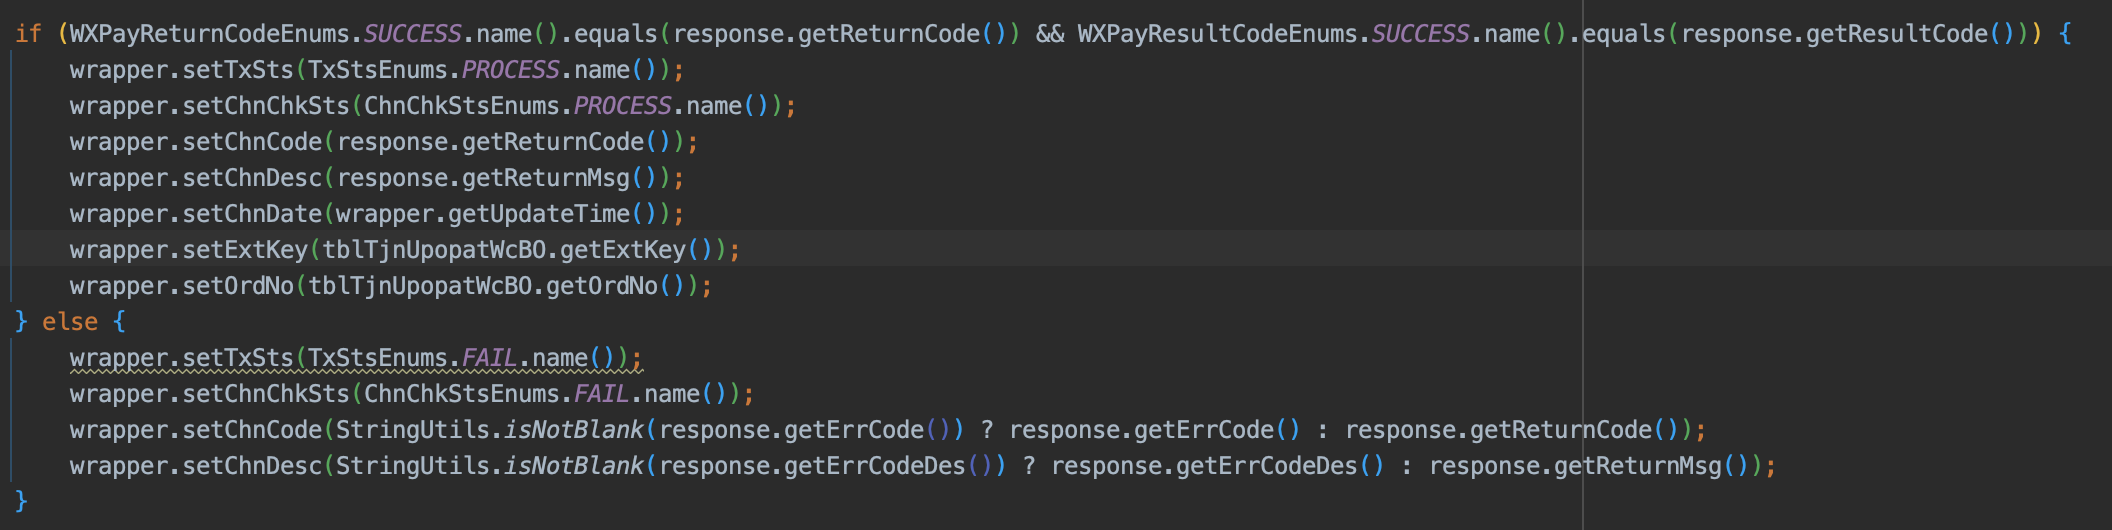 if (WXPayReturnCodeEnums.SUCCESS.name().equals(response.getReturnCode()) && WXPayResultCodeEnums.SUCCESS.name().equals(response.getResultCode())) {
    wrapper.setTxSts(TxStsEnums.PROCESS.name());
    wrapper.setChnChkSts(ChnChkStsEnums.PROCESS.name());
    wrapper.setChnCode(response.getReturnCode());
    wrapper.setChnDesc(response.getReturnMsg());
    wrapper.setChnDate(wrapper.getUpdateTime());
    wrapper.setExtKey(tblTjnUpopatWcBO.getExtKey());
    wrapper.setOrdNo(tblTjnUpopatWcBO.getOrdNo());
} else {
    wrapper.setTxSts(TxStsEnums.FAIL.name());
    wrapper.setChnChkSts(ChnChkStsEnums.FAIL.name());
    wrapper.setChnCode(StringUtils.isNotBlank(response.getErrCode()) ? response.getErrCode() : response.getReturnCode());
    wrapper.setChnDesc(StringUtils.isNotBlank(response.getErrCodeDes()) ? response.getErrCodeDes() : response.getReturnMsg());
}